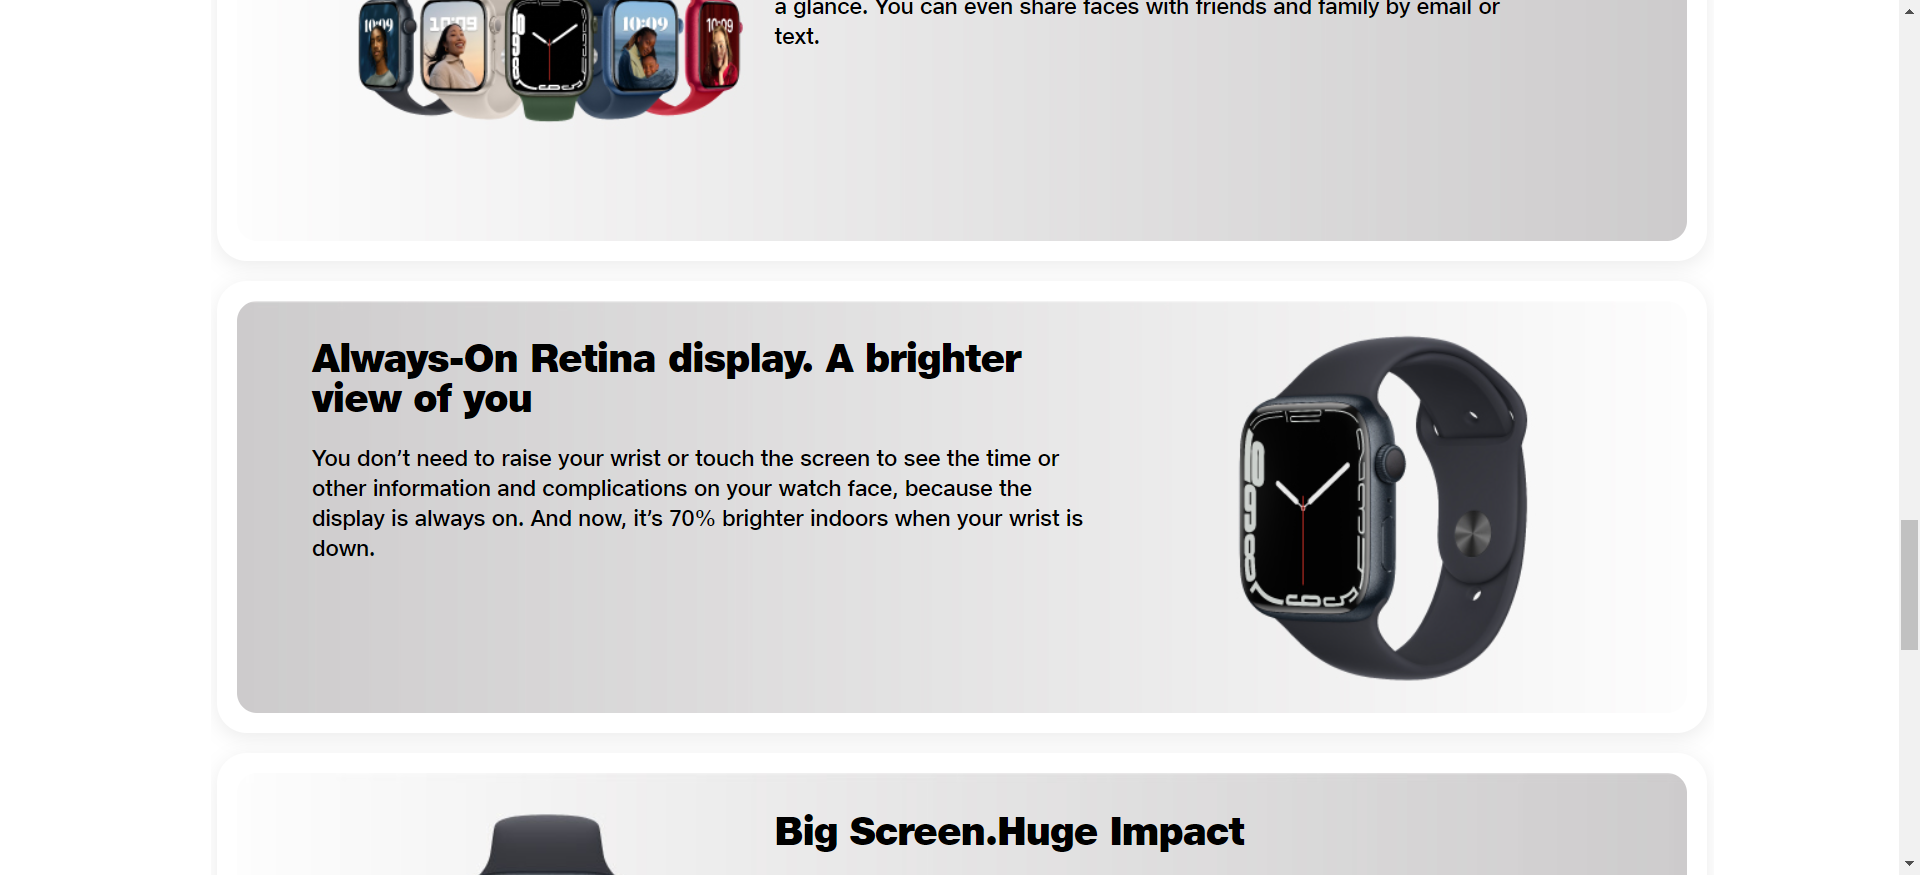 a glance. You can even share faces with friends and family by email or
text.
10:09
10:09
10:09
10:09
Always-On Retina display. A brighter
view of you
You don’t need to raise your wrist or touch the screen to see the time or
other information and complications on your watch face, because the
display is always on. And now, it’s 70% brighter indoors when your wrist is
down.
Big Screen.Huge Impact